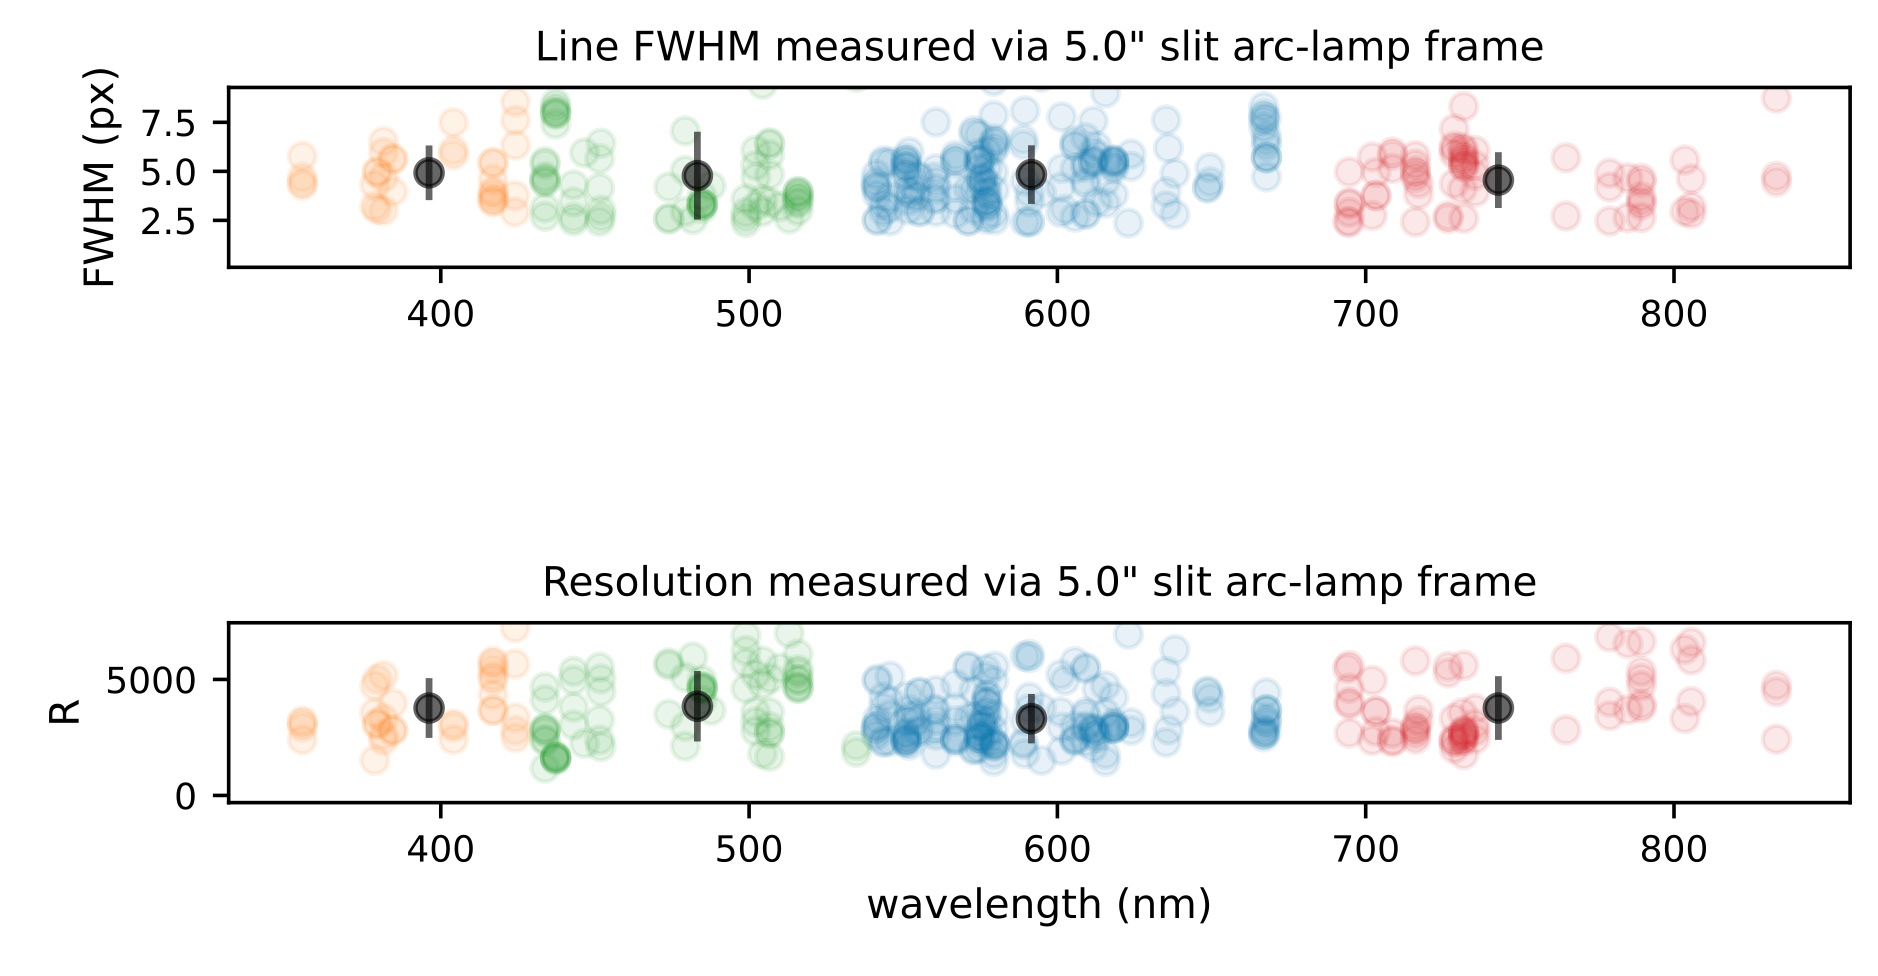 Line FWHM measured via 5.0" slit arc-lamp frame
FWHM (px)
7.5
5.0
2.5
400 500 600 700 800
Resolution measured via 5.0" slit arc-lamp frame
R
5000
0
400 500 600 700 800
wavelength (nm)